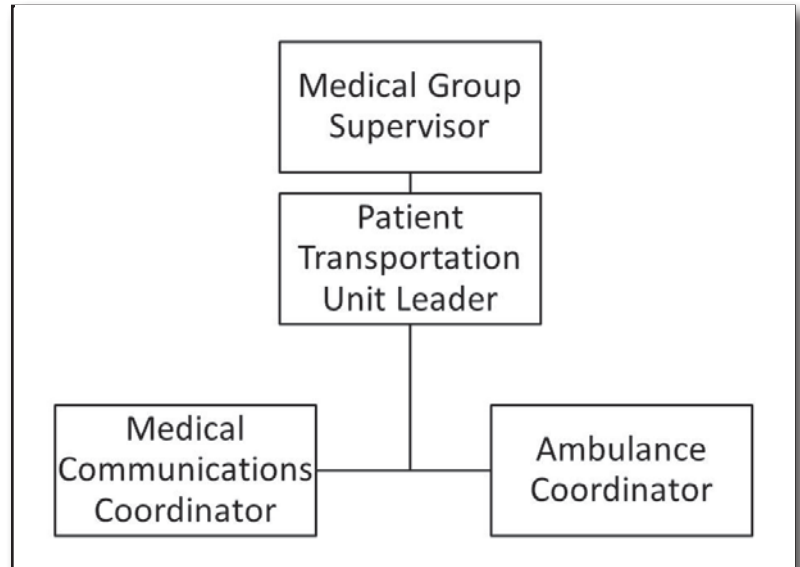 Medical Group
Supervisor
Patient
Transportation
Unit Leader
Medical
Communications
Coordinator
Ambulance
Coordinator